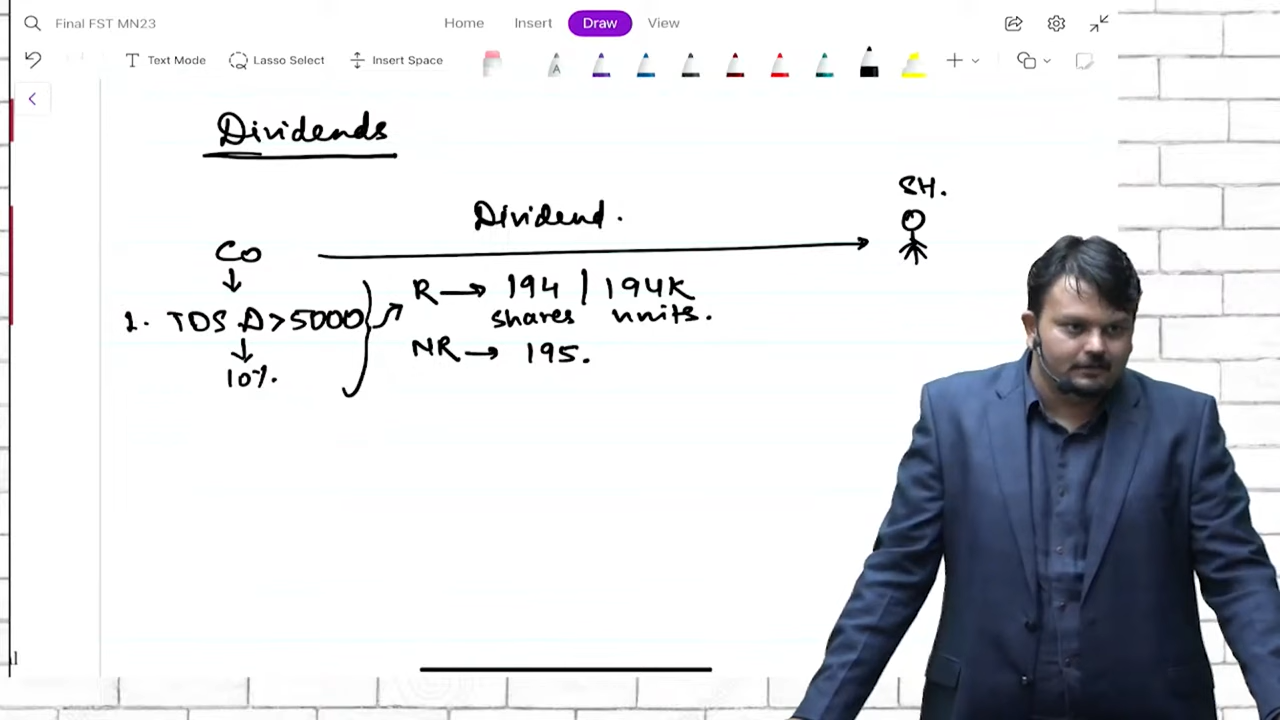 Final FST MN23
Home Insert Draw View
Text Mode Lasso Select Insert Space
Dividends
SH.
Dividend.
Co
R → 194 | 194K
shares units.
1. TDS D > 5000
NR → 195.
10%.